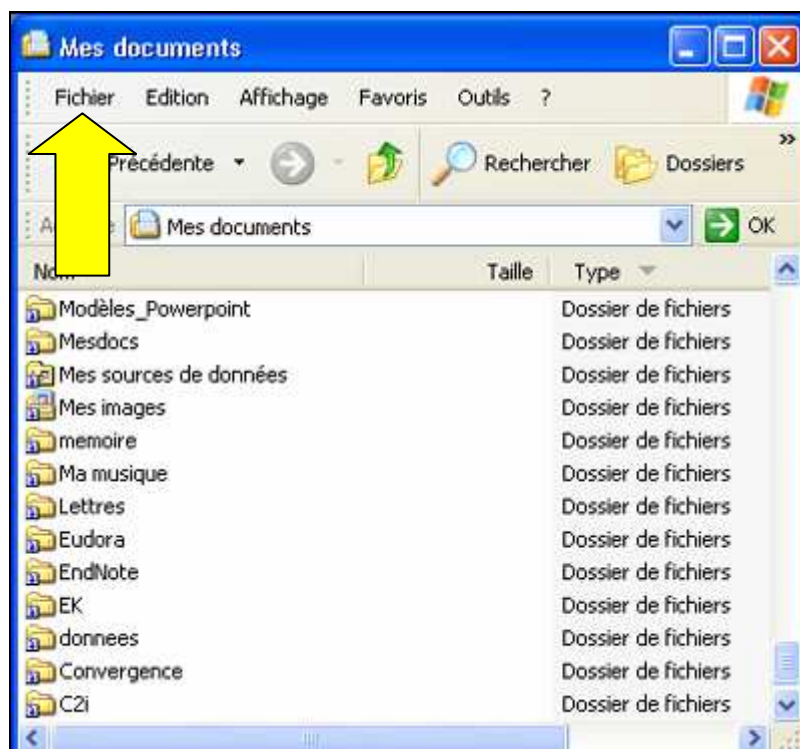 Mes documents
Fichier Edition Affichage Favoris Outils ?
Précédente Rechercher Dossiers »
Mes documents OK
Taille Type
Modèles_Powerpoint Dossier de fichiers
Mesdocs Dossier de fichiers
Mes sources de données Dossier de fichiers
Mes images Dossier de fichiers
memoire Dossier de fichiers
Ma musique Dossier de fichiers
Lettres Dossier de fichiers
Eudora Dossier de fichiers
EndNote Dossier de fichiers
EK Dossier de fichiers
donnees Dossier de fichiers
Convergence Dossier de fichiers
C2i Dossier de fichiers